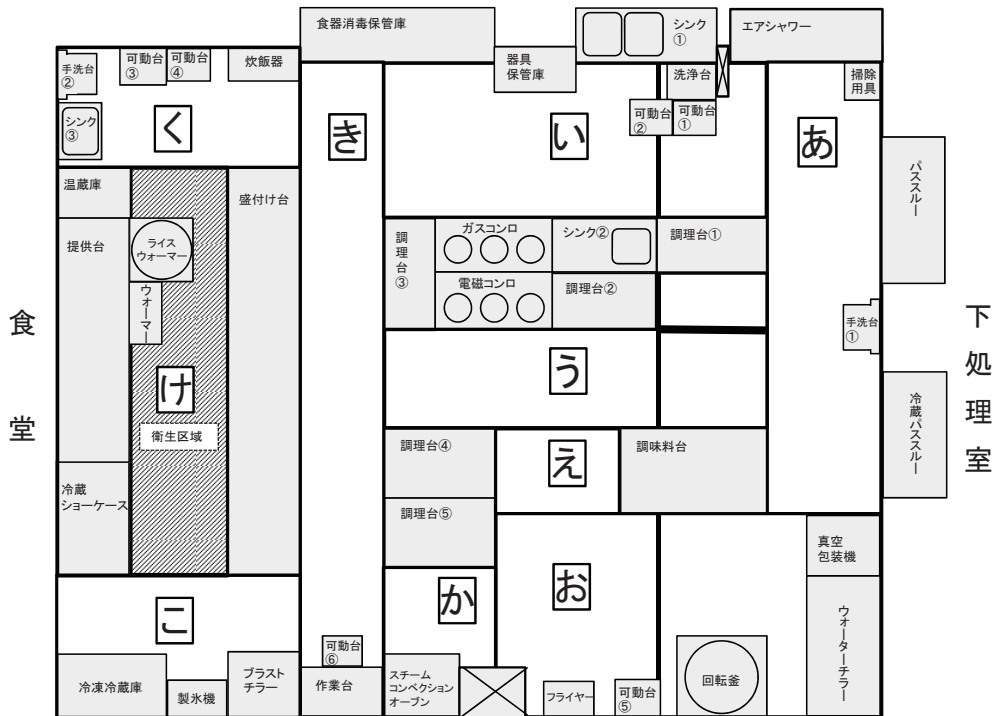 食器消毒保管庫
シンク
①
エアシャワー
手洗台
②
可動台
③
可動台
④
炊飯器
器具
保管庫
洗浄台
掃除
用具
シンク
③
く
き
い
可動台
②
可動台
①
あ
パススルー
温蔵庫
盛付け台
提供台
ライス
ウォーマー
ウォーマー
調理台③
ガスコンロ
シンク②
調理台①
電磁コンロ
調理台②
食堂
手洗台
①
下処理室
け
衛生区域
う
冷蔵パススルー
調理台④
え
調味料台
冷蔵
ショーケース
調理台⑤
真空
包装機
こ
か
お
ウォーターチラー
可動台
⑥
冷凍冷蔵庫
製氷機
ブラスト
チラー
作業台
スチーム
コンベクション
オーブン
フライヤー
可動台
⑤
回転釜